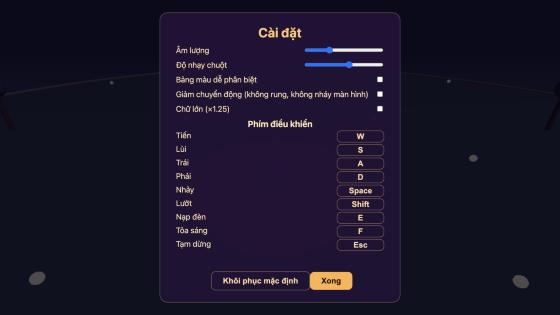 Cài đặt
Âm lượng
Độ nhạy chuột
Bảng màu dễ phân biệt
Giảm chuyển động (không rung, không nháy màn hình)
Chữ lớn (×1.25)
Phím điều khiển
Tiến W
Lùi S
Trái A
Phải D
Nhảy Space
Lướt Shift
Nạp đèn E
Tỏa sáng F
Tạm dừng Esc
Khôi phục mặc định Xong